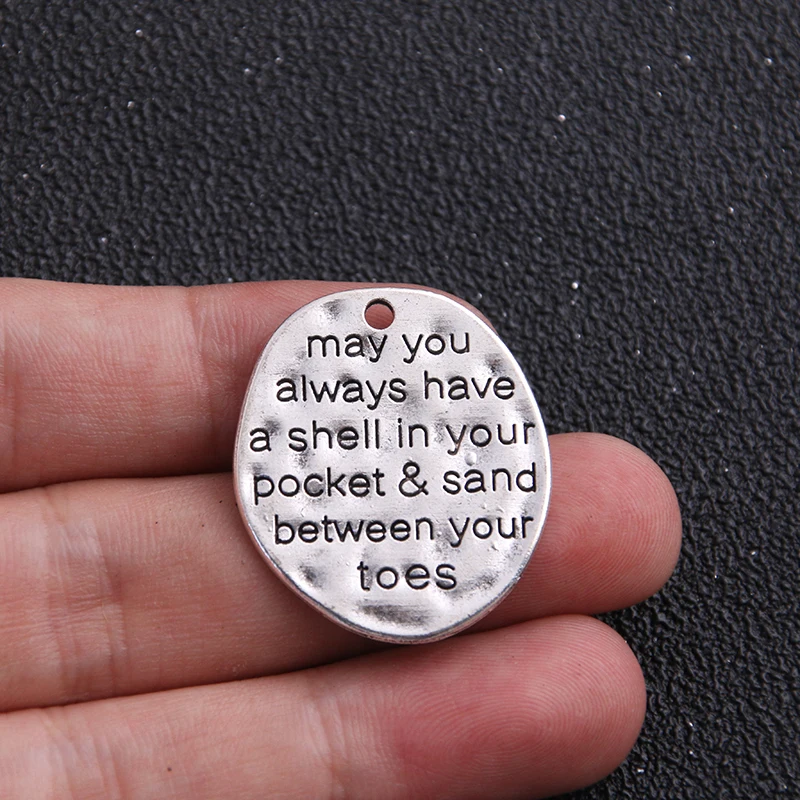 may you
always have
a shell in your
pocket & sand
between your
toes